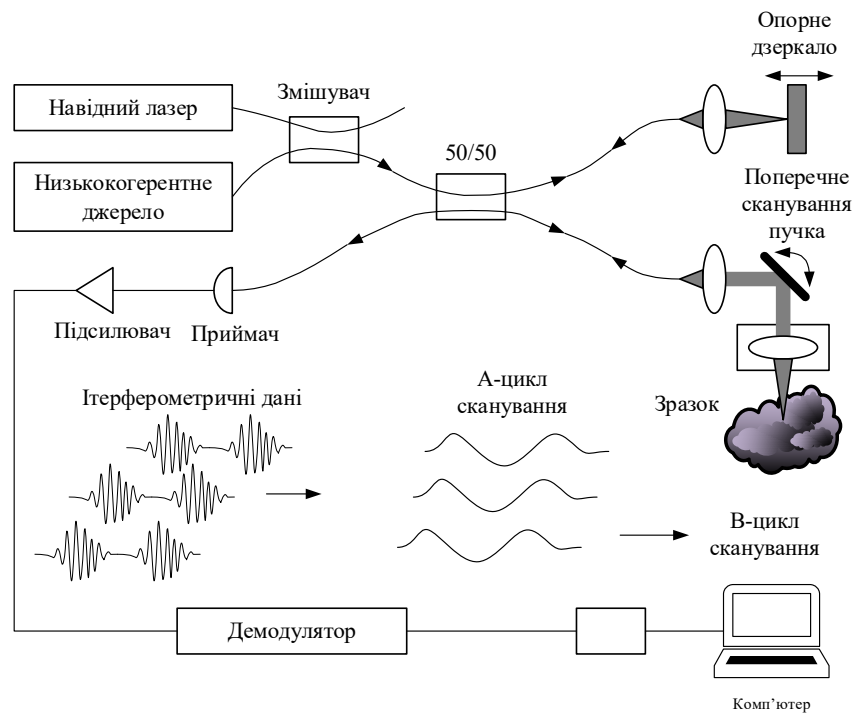 Опорне
дзеркало
Навідний лазер
Змішувач
50/50
Низькокогерентне
джерело
Поперечне
сканування
пучка
Підсилювач
Приймач
Ітерферометричні дані
А-цикл
сканування
Зразок
В-цикл
сканування
Демодулятор
Комп’ютер